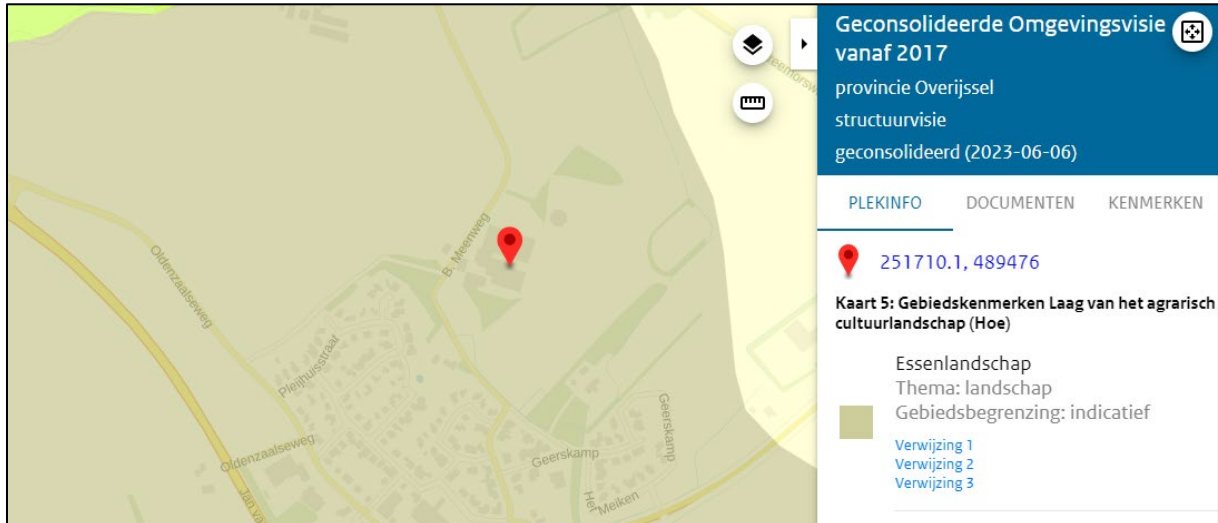 Geconsolideerde Omgevingsvisie
vanaf 2017
provincie Overijssel
structuurvisie
geconsolideerd (2023-06-06)
PLEKINFO
DOCUMENTEN
KENMERKEN
251710.1, 489476
Kaart 5: Gebiedskenmerken Laag van het agrarisch
cultuurlandschap (Hoe)
Essenlandschap
Thema: landschap
Gebiedsbegrenzing: indicatief
Verwijzing 1
Verwijzing 2
Verwijzing 3
Oldenzaalseweg
B. Meenweg
Pleijhuisstraat
Oldenzaalseweg
Geerskamp
Geerskamp
Het Meiken
Jan